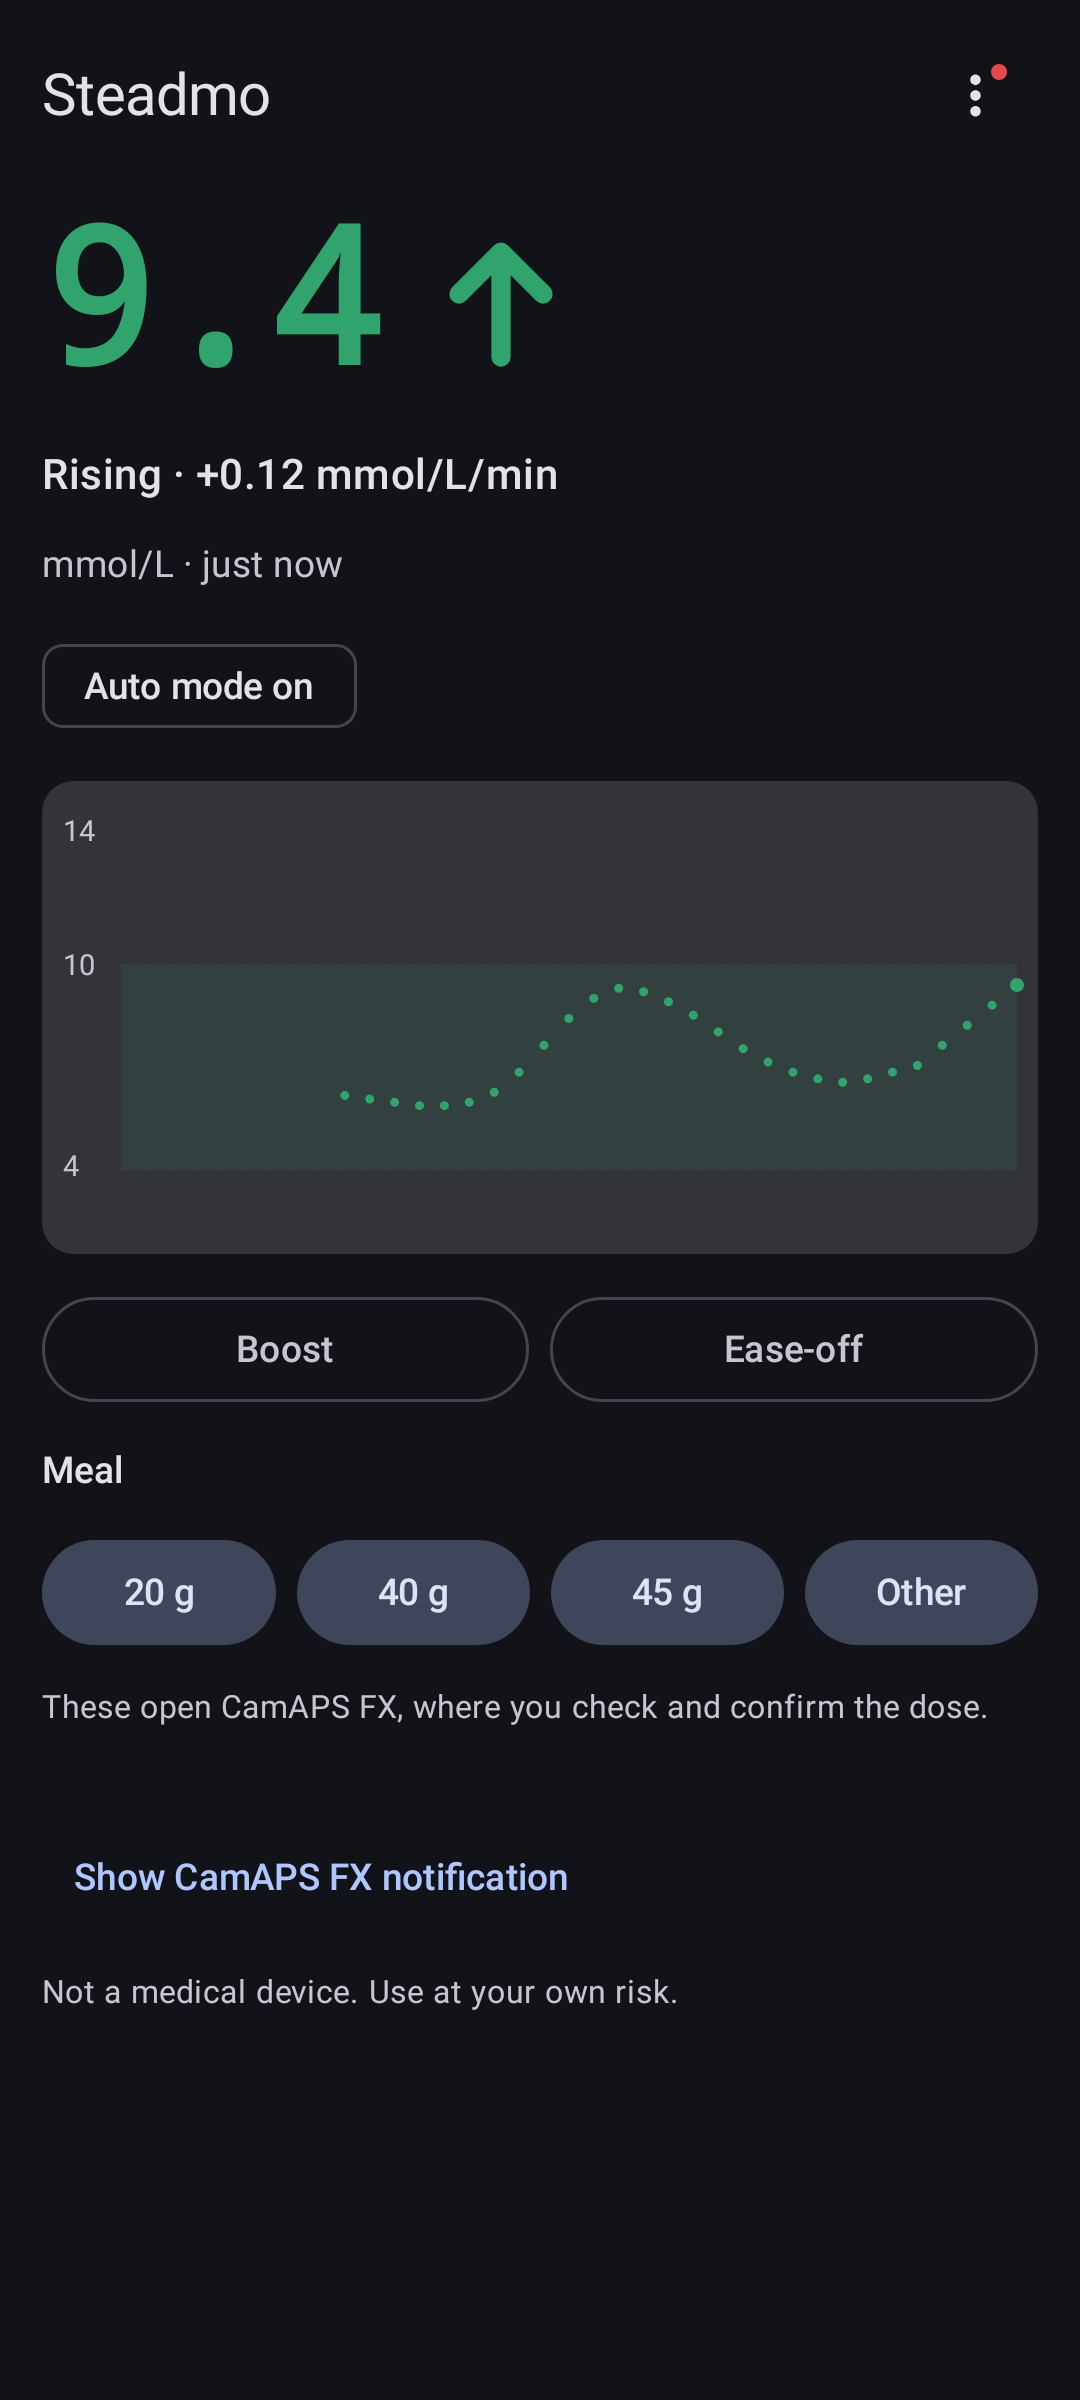 Steadmo
9.4
Rising · +0.12 mmol/L/min
mmol/L · just now
Auto mode on
14
10
4
Boost
Ease-off
Meal
20 g
40 g
45 g
Other
These open CamAPS FX, where you check and confirm the dose.
Show CamAPS FX notification
Not a medical device. Use at your own risk.